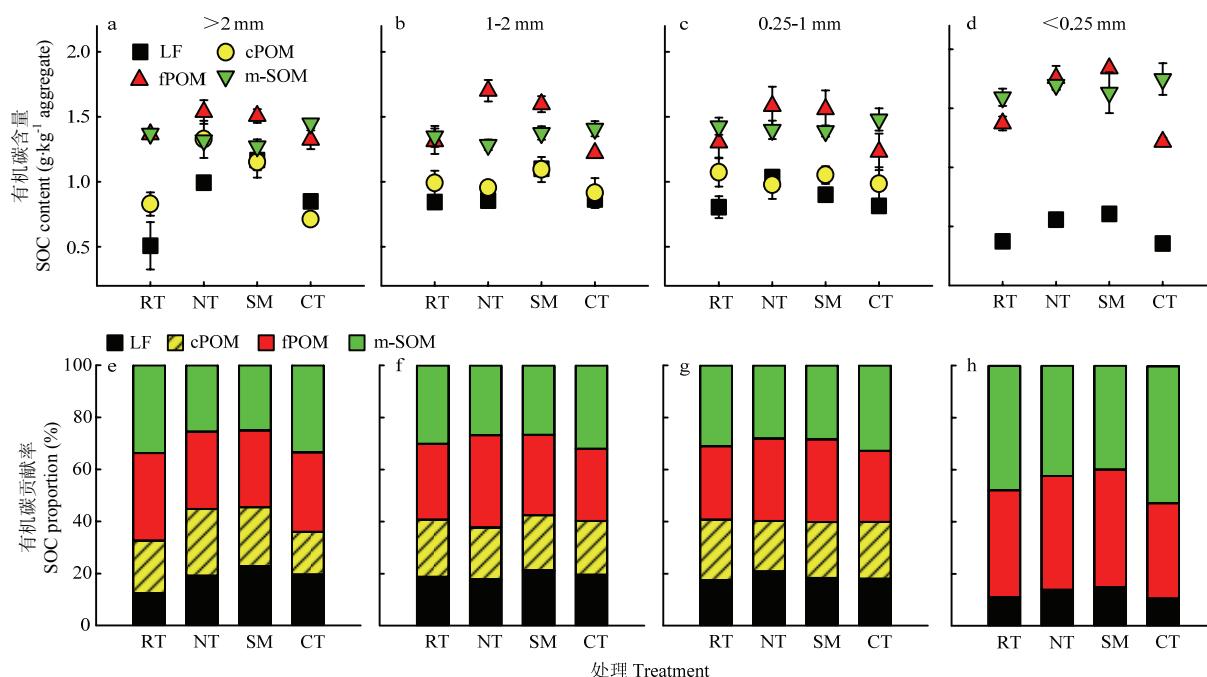 a >2 mm
b 1-2 mm
c 0.25-1 mm
d <0.25 mm
LF cPOM
fPOM m-SOM
有机碳含量
SOC content (g·kg⁻¹ aggregate)
2.0
1.5
1.0
0.5
RT NT SM CT
RT NT SM CT
RT NT SM CT
RT NT SM CT
LF cPOM fPOM m-SOM
e
f
g
h
有机碳贡献率
SOC proportion (%)
100
80
60
40
20
0
RT NT SM CT
RT NT SM CT
RT NT SM CT
RT NT SM CT
处理 Treatment